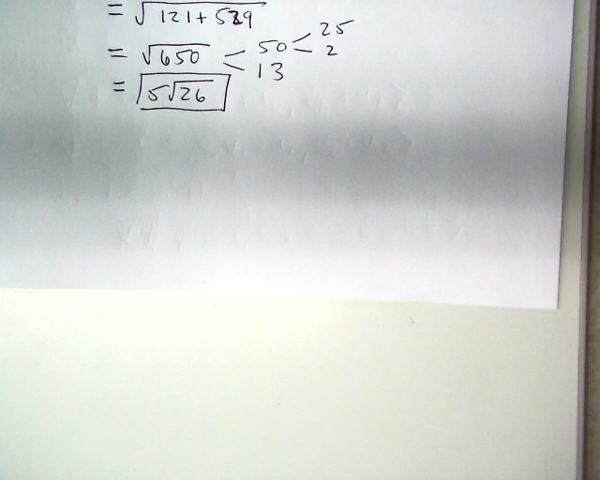 = √121+529
= √650 < 50 < 25
2
13
= 5√26